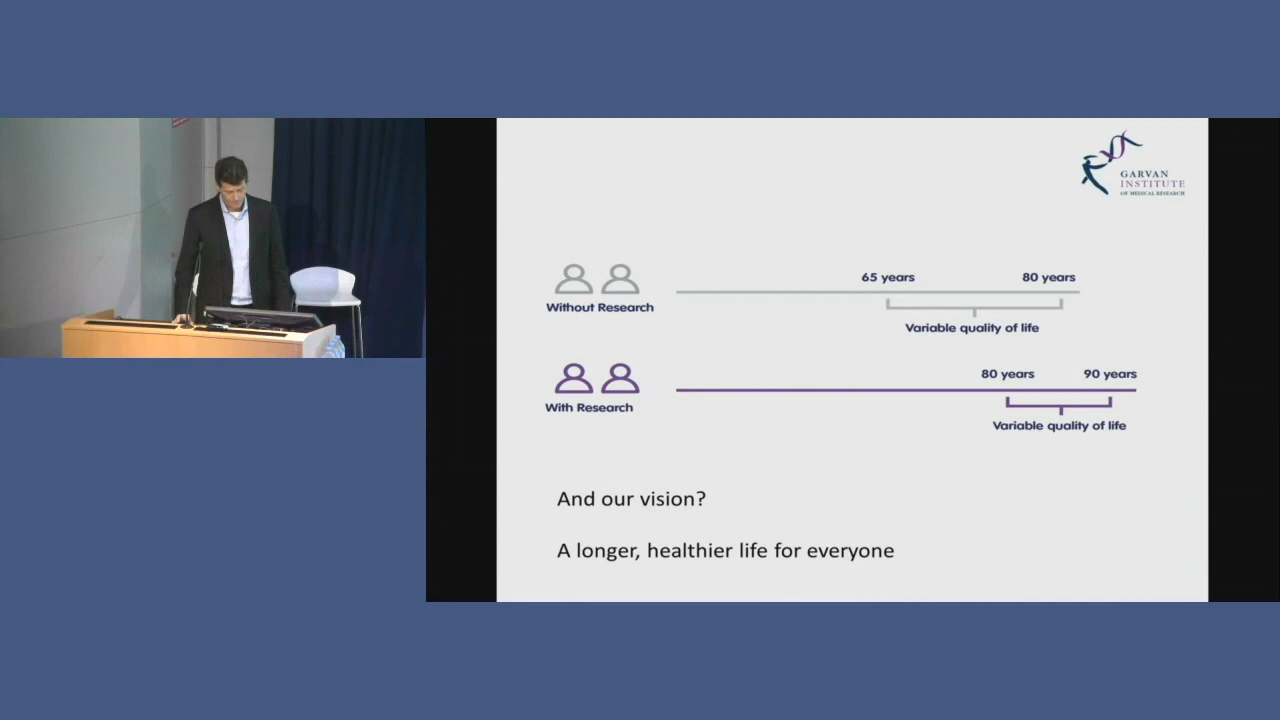 GARVAN
INSTITUTE
OF MEDICAL RESEARCH
65 years
80 years
Without Research
Variable quality of life
80 years
90 years
With Research
Variable quality of life
And our vision?
A longer, healthier life for everyone